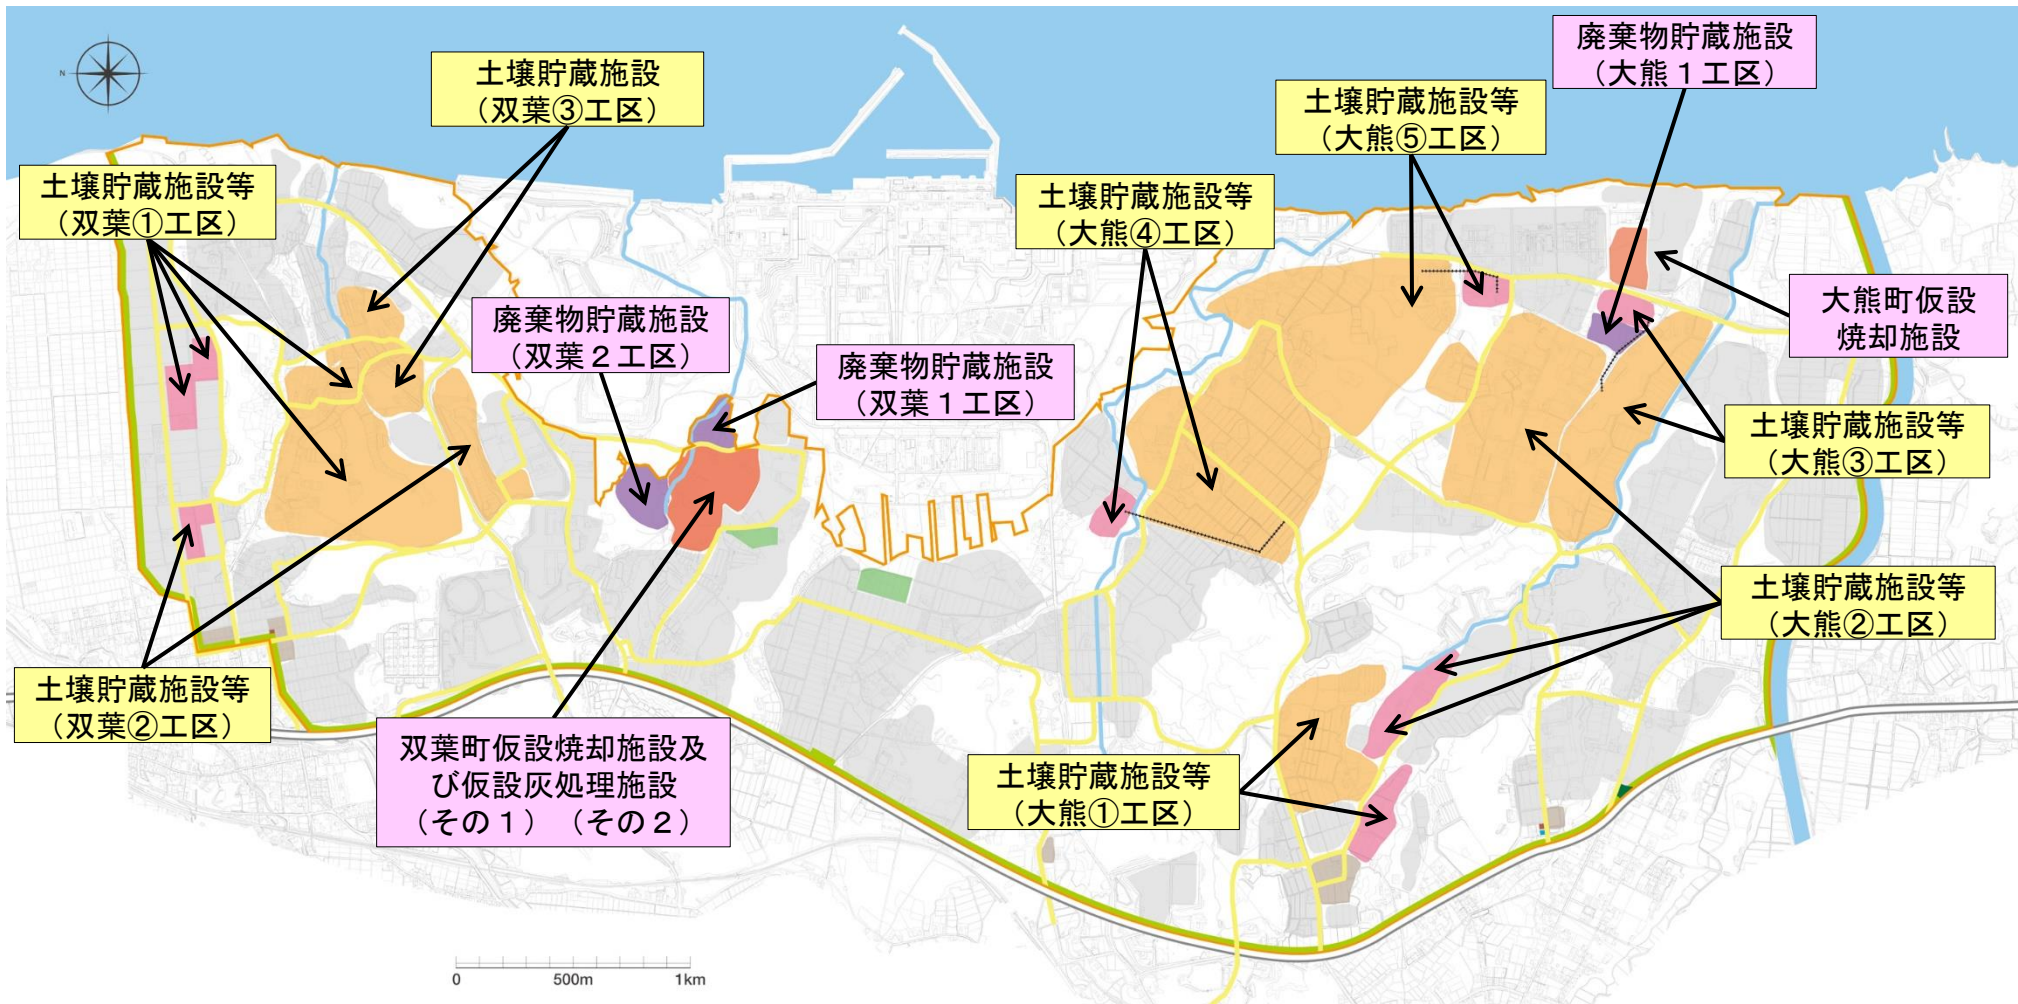 N
土壌貯蔵施設
（双葉③工区）
廃棄物貯蔵施設
（大熊１工区）
土壌貯蔵施設等
（大熊⑤工区）
土壌貯蔵施設等
（双葉①工区）
土壌貯蔵施設等
（大熊④工区）
廃棄物貯蔵施設
（双葉２工区）
廃棄物貯蔵施設
（双葉１工区）
大熊町仮設
焼却施設
土壌貯蔵施設等
（大熊③工区）
土壌貯蔵施設等
（大熊②工区）
土壌貯蔵施設等
（双葉②工区）
双葉町仮設焼却施設及
び仮設灰処理施設
（その１）（その２）
土壌貯蔵施設等
（大熊①工区）
0 500m 1km